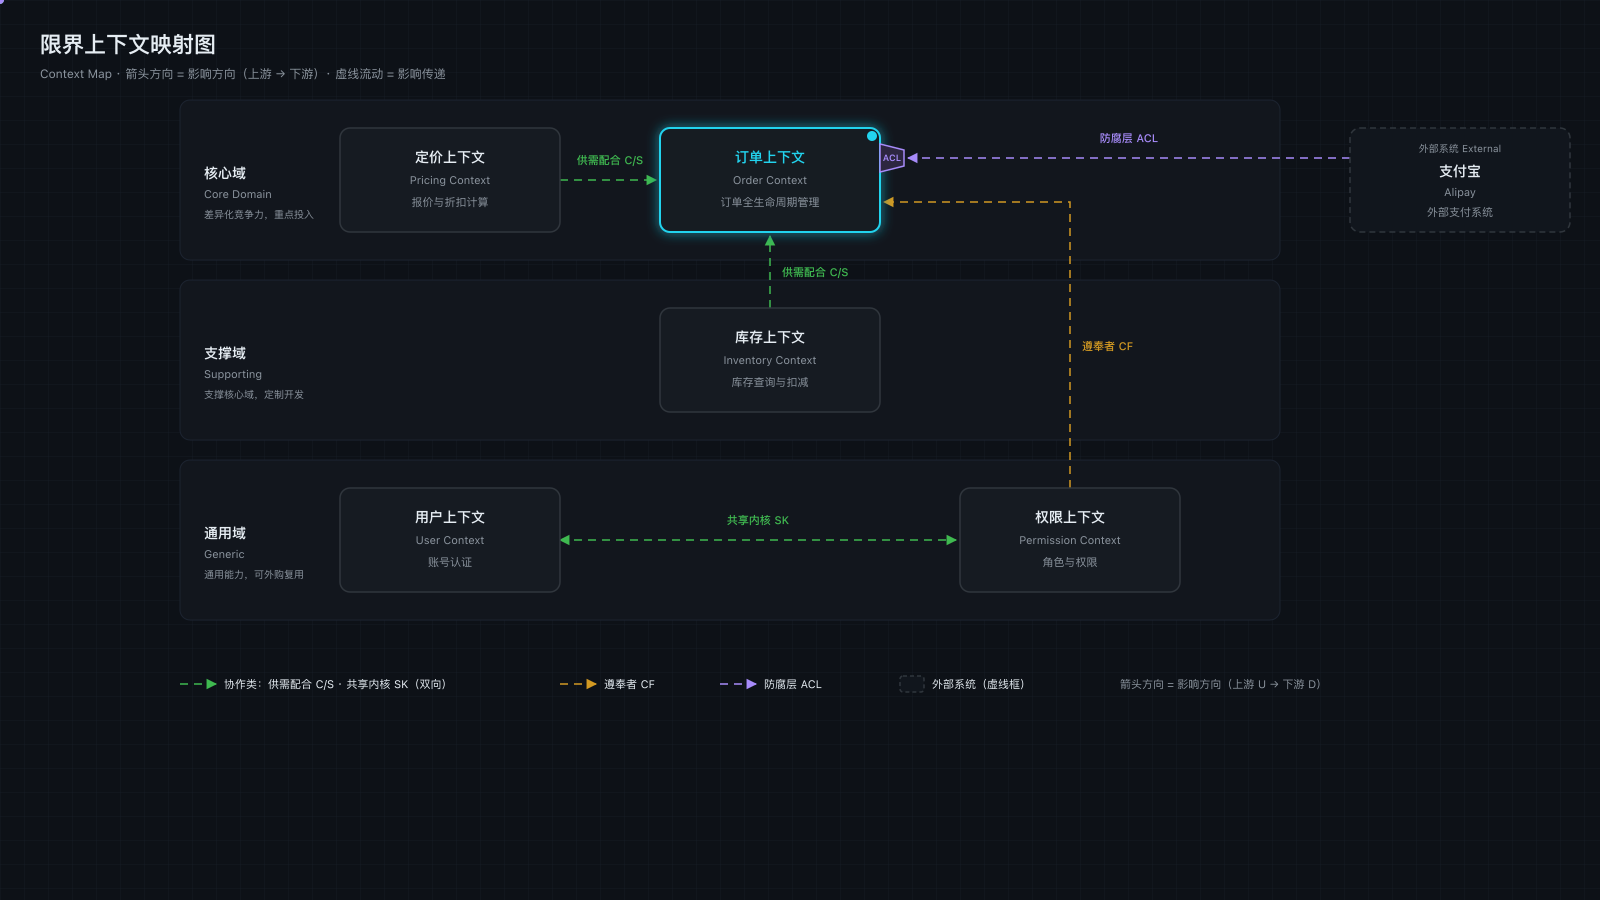 限界上下文映射图
Context Map · 箭头方向 = 影响方向（上游 → 下游） · 虚线流动 = 影响传递
核心域
Core Domain
差异化竞争力，重点投入
定价上下文
Pricing Context
报价与折扣计算
供需配合 C/S
订单上下文
Order Context
订单全生命周期管理
ACL
防腐层 ACL
外部系统 External
支付宝
Alipay
外部支付系统
供需配合 C/S
支撑域
Supporting
支撑核心域，定制开发
库存上下文
Inventory Context
库存查询与扣减
遵奉者 CF
通用域
Generic
通用能力，可外购复用
用户上下文
User Context
账号认证
共享内核 SK
权限上下文
Permission Context
角色与权限
协作类：供需配合 C/S · 共享内核 SK（双向）
遵奉者 CF
防腐层 ACL
外部系统（虚线框）
箭头方向 = 影响方向（上游 U → 下游 D）